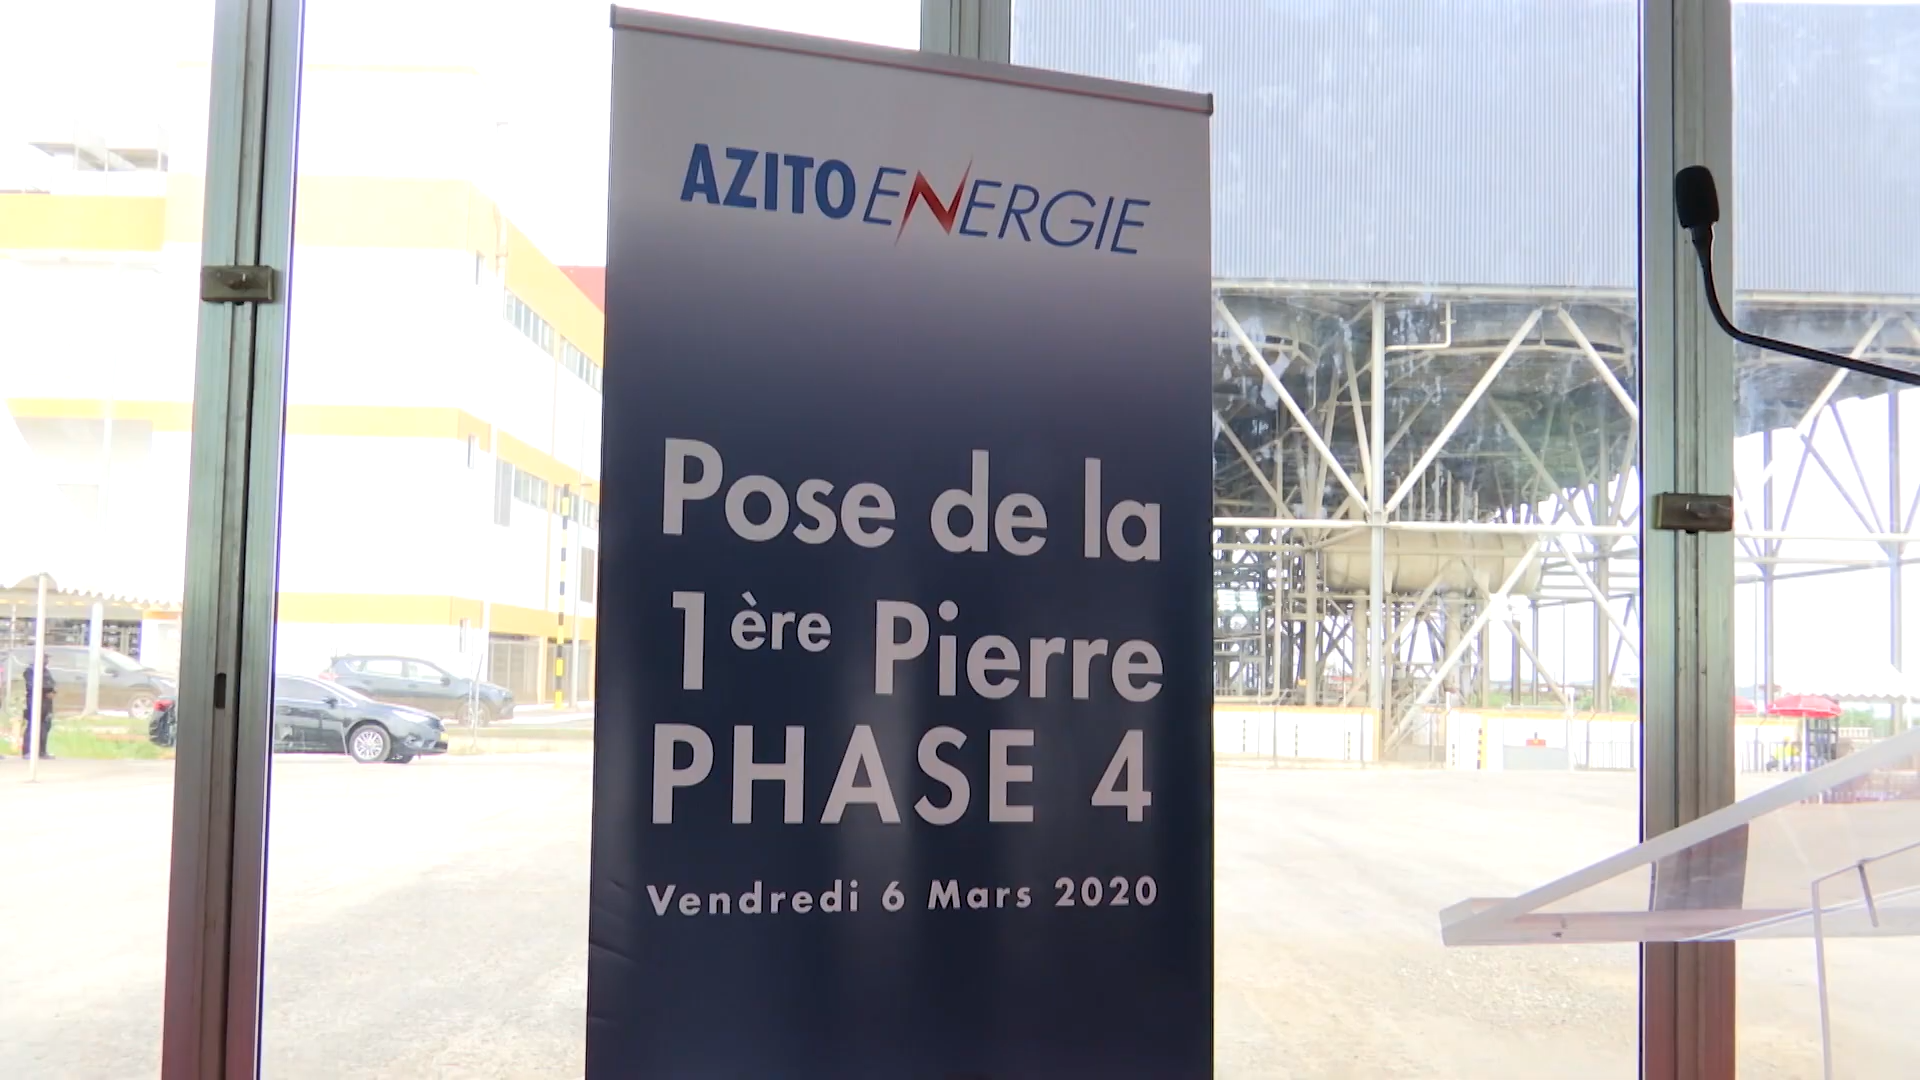 AZITO ENERGIE
Pose de la
1ère Pierre
PHASE 4
Vendredi 6 Mars 2020